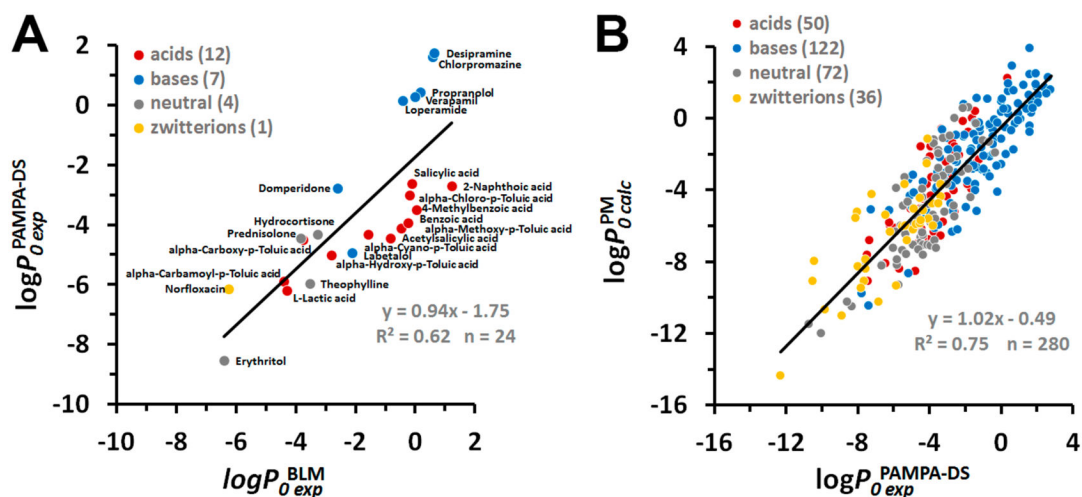 A
acids (12)
bases (7)
neutral (4)
zwitterions (1)
Desipramine
Chlorpromazine
Propranplol
Verapamil
Loperamide
Salicylic acid
2-Naphthoic acid
alpha-Chloro-p-Toluic acid
4-Methylbenzoic acid
Benzoic acid
alpha-Methoxy-p-Toluic acid
Acetylsalicylic acid
alpha-Cyano-p-Toluic acid
Labetalol
alpha-Hydroxy-p-Toluic acid
Domperidone
Hydrocortisone
Prednisolone
alpha-Carboxy-p-Toluic acid
alpha-Carbamoyl-p-Toluic acid
Norfloxacin
Theophylline
L-Lactic acid
Erythritol
y = 0.94x - 1.75
R² = 0.62 n = 24
2
0
-2
-4
-6
-8
-10
-10 -8 -6 -4 -2 0 2
logP0 exp PAMPA-DS
logP0 exp BLM
B
acids (50)
bases (122)
neutral (72)
zwitterions (36)
y = 1.02x - 0.49
R² = 0.75 n = 280
4
0
-4
-8
-12
-16
-16 -12 -8 -4 0 4
logP0 calc PM
logP0 exp PAMPA-DS